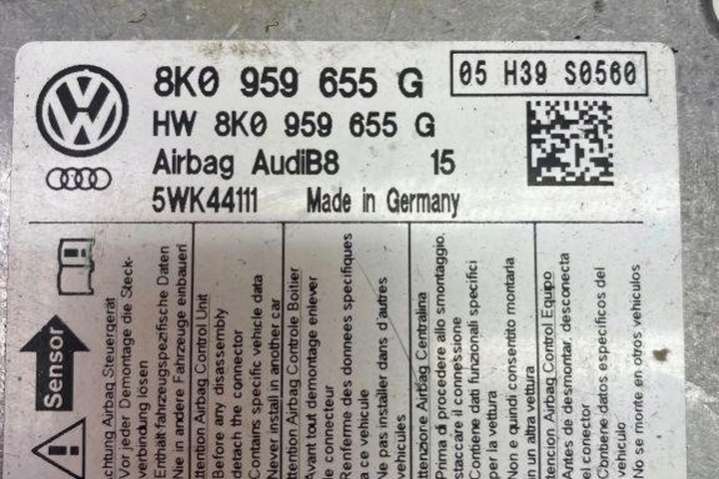 8K0 959 655 G
05 H39 S0560
HW 8K0 959 655 G
Airbag AudiB8 15
5WK44111 Made in Germany
Sensor
Achtung Airbag Steuergerät
Vor jeder Demontage die Steck-
verbindung lösen
Enthält fahrzeugspezifische Daten
Nie in andere Fahrzeuge einbauen
Attention Airbag Control Unit
Before any disassembly
detach the connector
Contains specific vehicle data
Never install in another car
Attention Airbag Controle Boitier
Avant tout demontage enlever
le connecteur
Renferme des donnees specifiques
a ce vehicule
Ne pas installer dans d'autres
vehicules
Attenzione Airbag Centralina
Prima di procedere allo smontaggio,
staccare il connessione
Contiene dati funzionali specifici
per la vettura
Non e quindi consentito montarla
in un altra vettura
Atencion Airbag Control Equipo
Antes de desmontar, desconecta
el conector
Contiene datos especificos del
vehiculo
No se monte en otros vehiculos